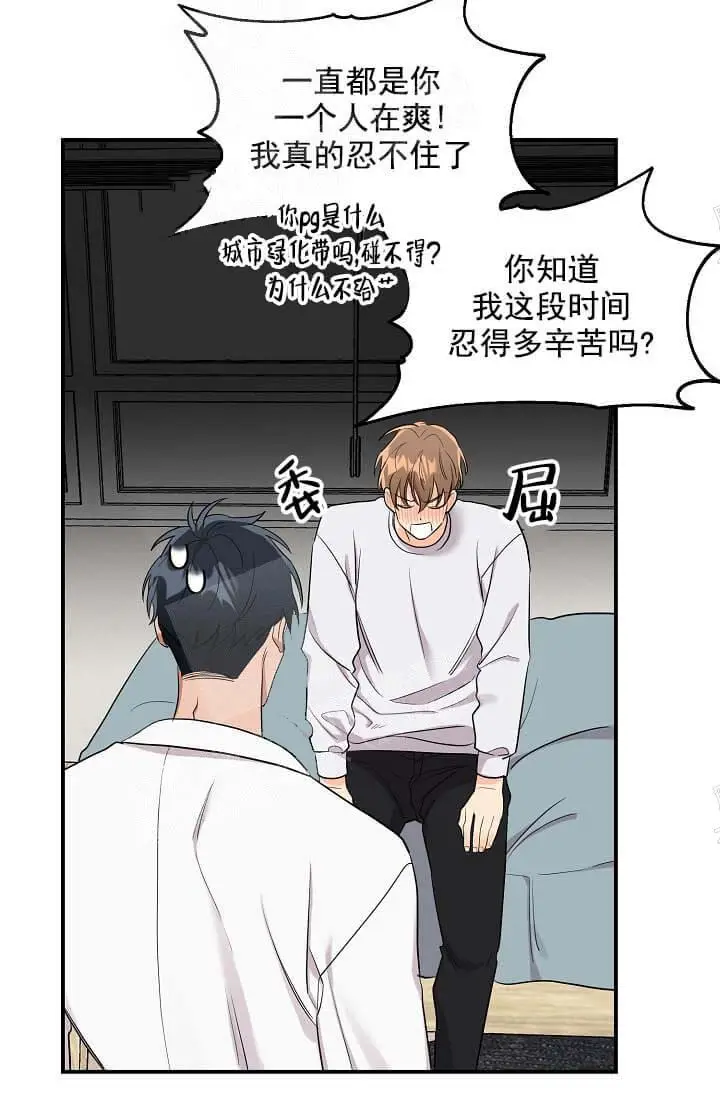 一直都是你
一个人在爽！
我真的忍不住了
你pg是什么
城市绿化带吗，碰不得？
为什么不给**
你知道
我这段时间
忍得多辛苦吗？
委 屈